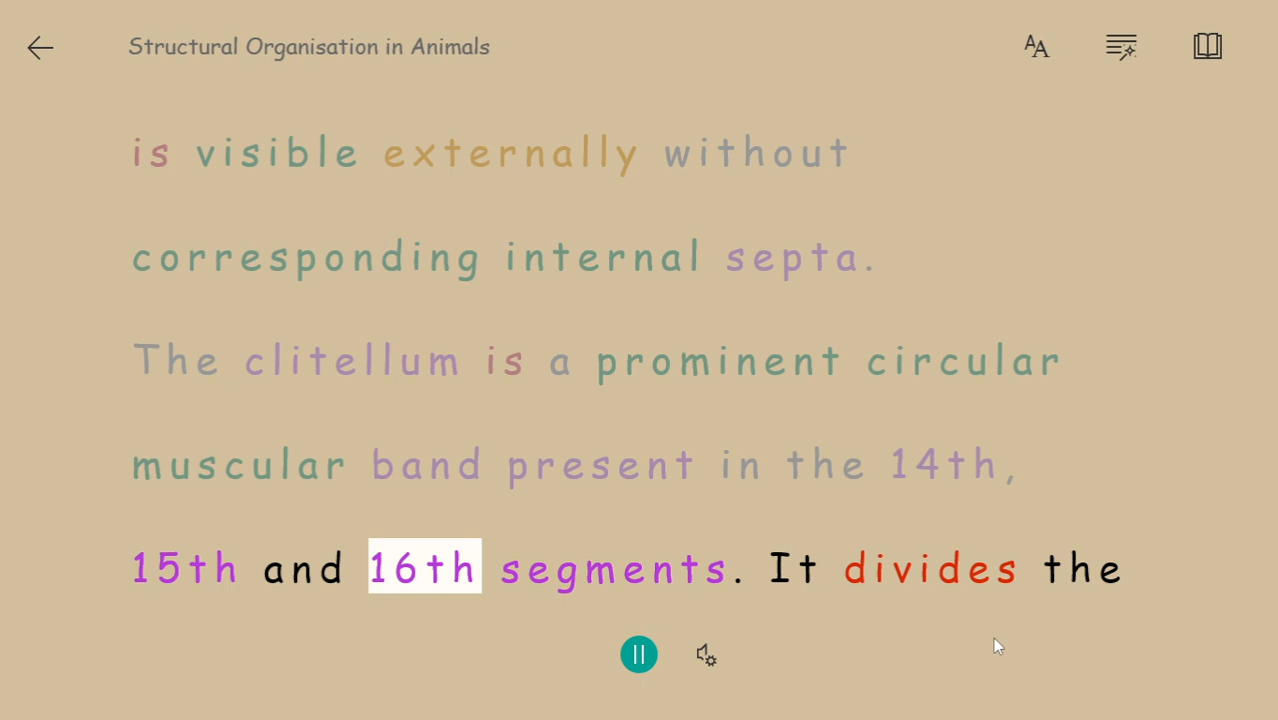 Structural Organisation in Animals
is visible externally without
corresponding internal septa.
The clitellum is a prominent circular
muscular band present in the 14th,
15th and 16th segments. It divides the